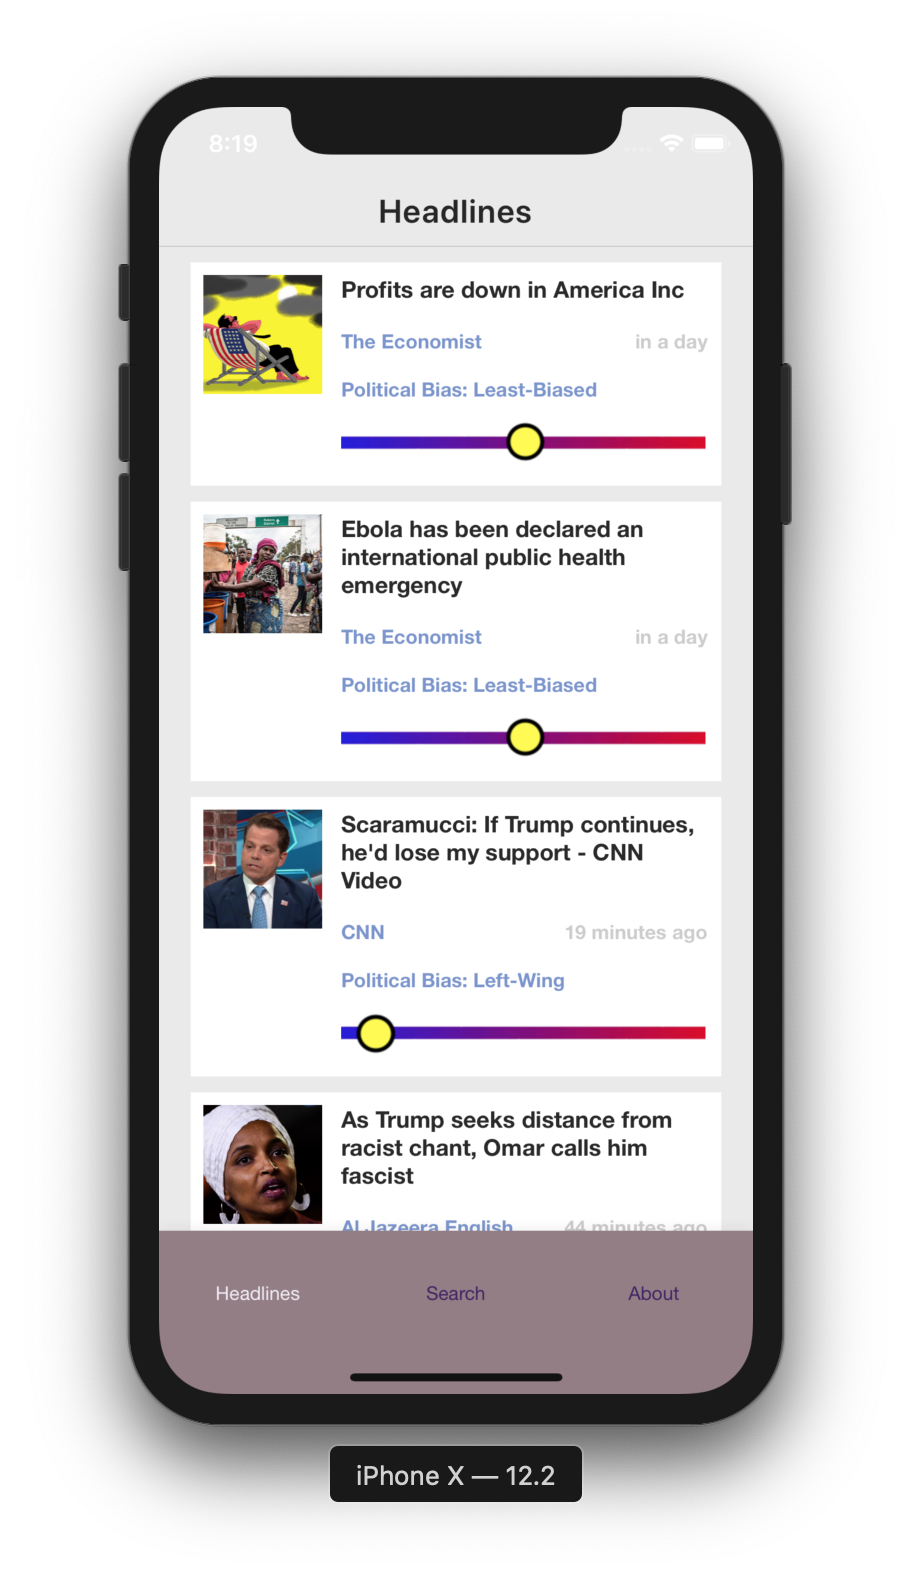 8:19
Headlines
Profits are down in America Inc
The Economist in a day
Political Bias: Least-Biased
Ebola has been declared an
international public health
emergency
The Economist in a day
Political Bias: Least-Biased
Scaramucci: If Trump continues,
he'd lose my support - CNN
Video
CNN 19 minutes ago
Political Bias: Left-Wing
As Trump seeks distance from
racist chant, Omar calls him
fascist
Al Jazeera English 44 minutes ago
Headlines Search About
iPhone X — 12.2